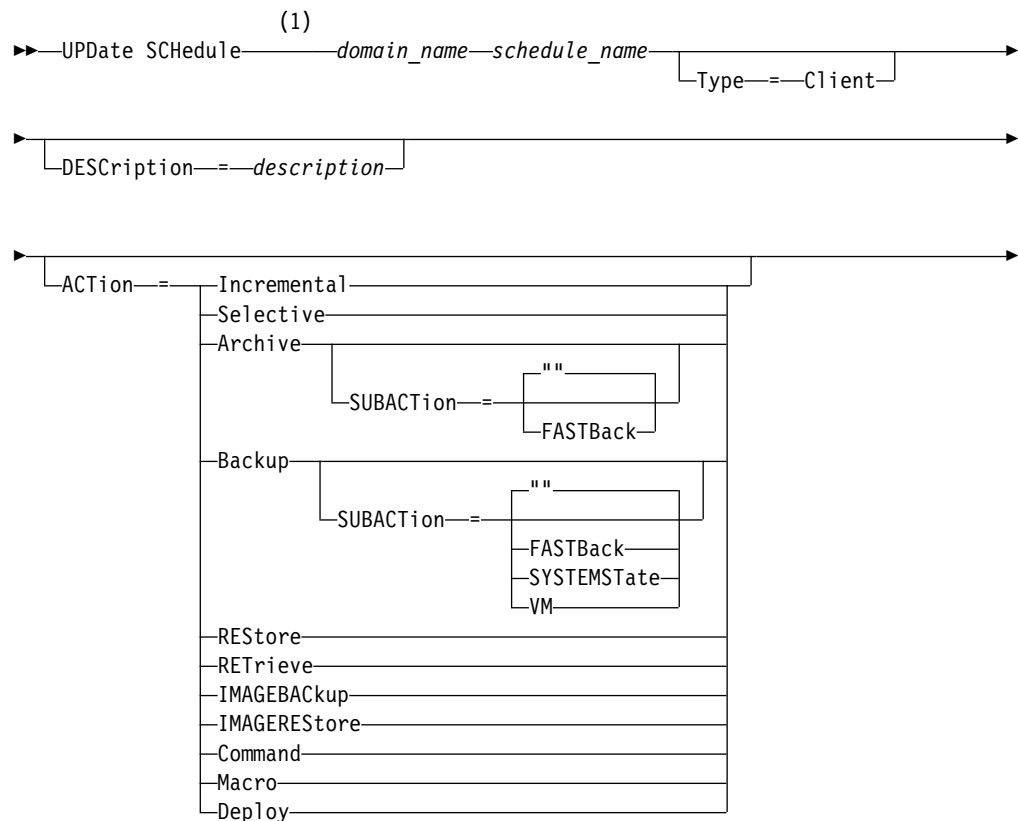 (1)
UPDate SCHedule domain_name schedule_name
Type = Client
DESCription = description
ACTion = Incremental
Selective
Archive
""
SUBACTion =
FASTBack
Backup
""
SUBACTion =
FASTBack
SYSTEMSTate
VM
REStore
RETrieve
IMAGEBACkup
IMAGEREStore
Command
Macro
Deploy